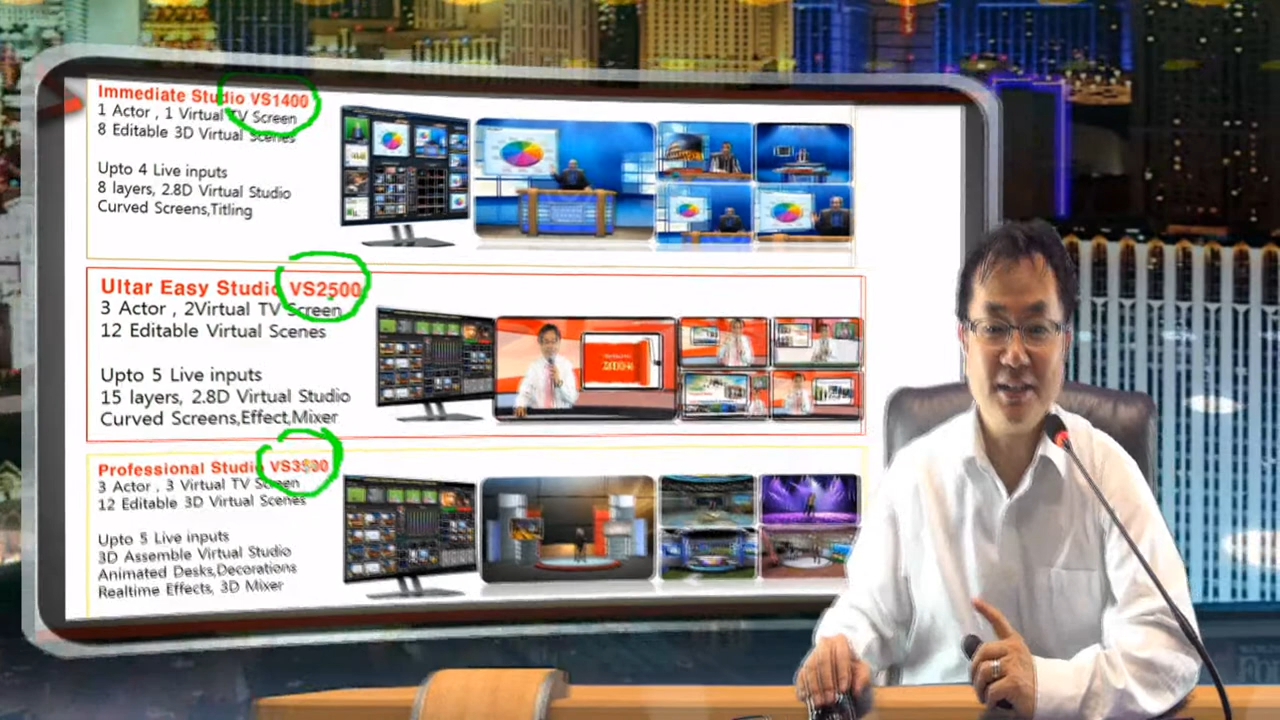 Immediate Studio VS1400
1 Actor , 1 Virtual TV Screen
8 Editable 3D Virtual Scenes
Upto 4 Live inputs
8 layers, 2.8D Virtual Studio
Curved Screens,Titling
Ultar Easy Studio VS2500
3 Actor , 2Virtual TV Screen
12 Editable Virtual Scenes
Upto 5 Live inputs
15 layers, 2.8D Virtual Studio
Curved Screens,Effect,Mixer
Professional Studio VS3500
3 Actor , 3 Virtual TV Screen
12 Editable 3D Virtual Scenes
Upto 5 Live inputs
3D Assemble Virtual Studio
Animated Desks,Decorations
Realtime Effects, 3D Mixer